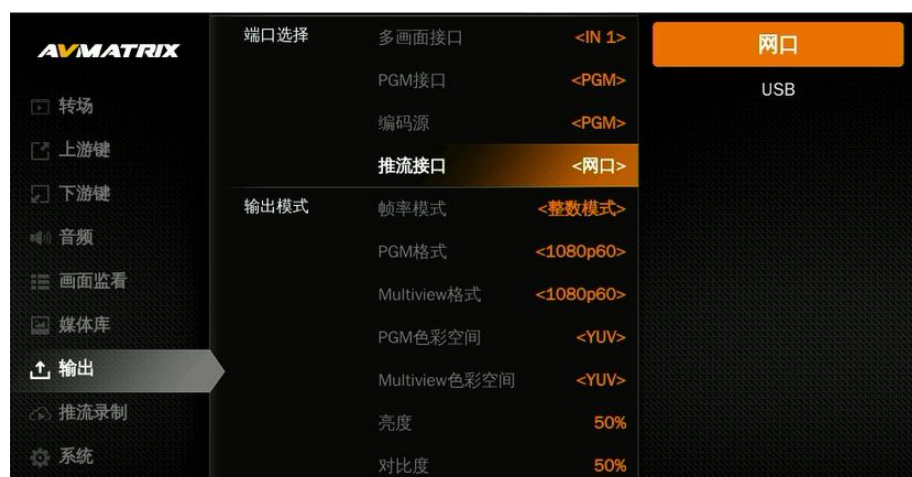 AVMATRIX
转场
上游键
下游键
音频
画面监看
媒体库
输出
推流录制
系统
端口选择
多画面接口 <IN 1>
PGM接口 <PGM>
编码源 <PGM>
推流接口 <网口>
输出模式
帧率模式 <整数模式>
PGM格式 <1080p60>
Multiview格式 <1080p60>
PGM色彩空间 <YUV>
Multiview色彩空间 <YUV>
亮度 50%
对比度 50%
网口
USB